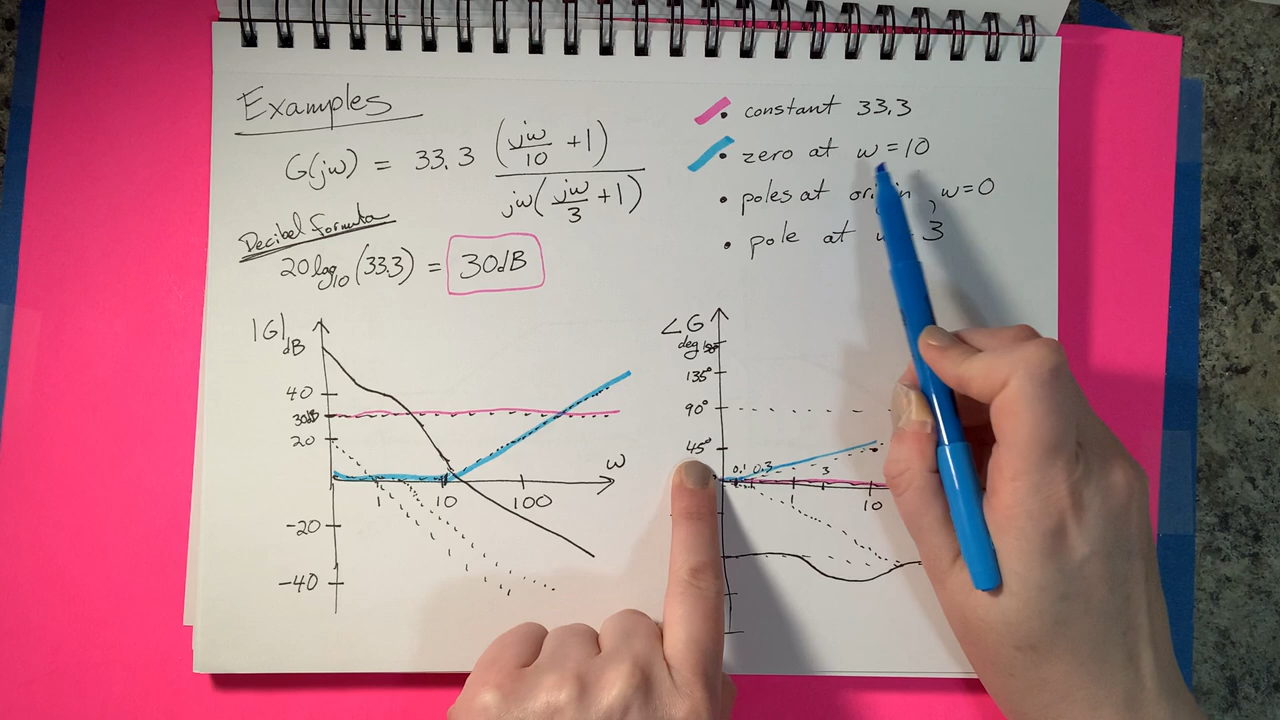 Examples
G(jω) = 33.3 (jω/10 +1) / jω(jω/3 +1)
Decibel Formula
20log₁₀(33.3) = 30dB
• constant 33.3
• zero at ω=10
• poles at origin, ω=0
• pole at 3
|G|dB
40
30dB
20
-20
-40
1
10
100
ω
∠G
deg
135°
90°
45°
0.1
0.3
3
10